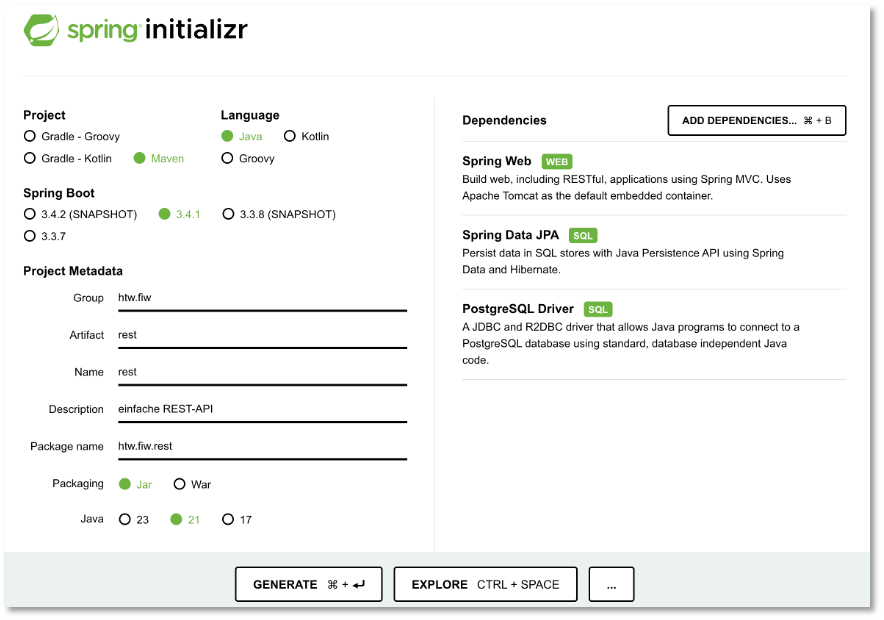 spring initializr
Project
Gradle - Groovy
Gradle - Kotlin Maven
Language
Java Kotlin
Groovy
Spring Boot
3.4.2 (SNAPSHOT) 3.4.1 3.3.8 (SNAPSHOT)
3.3.7
Project Metadata
Group htw.fiw
Artifact rest
Name rest
Description einfache REST-API
Package name htw.fiw.rest
Packaging Jar War
Java 23 21 17
Dependencies ADD DEPENDENCIES... ⌘ + B
Spring Web WEB
Build web, including RESTful, applications using Spring MVC. Uses
Apache Tomcat as the default embedded container.
Spring Data JPA SQL
Persist data in SQL stores with Java Persistence API using Spring
Data and Hibernate.
PostgreSQL Driver SQL
A JDBC and R2DBC driver that allows Java programs to connect to a
PostgreSQL database using standard, database independent Java
code.
GENERATE ⌘ + ↵ EXPLORE CTRL + SPACE ...